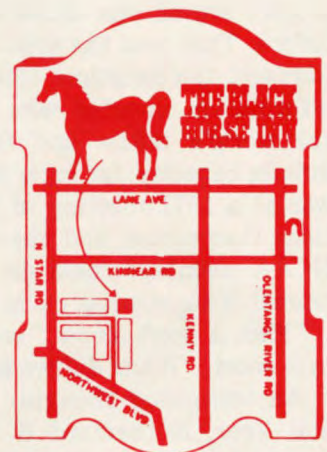 THE BLACK
HORSE INN
LANE AVE.
N STAR RD
KINNEAR RD
KENNY RD.
OLENTANGY RIVER RD
NORTHWEST BLVD.